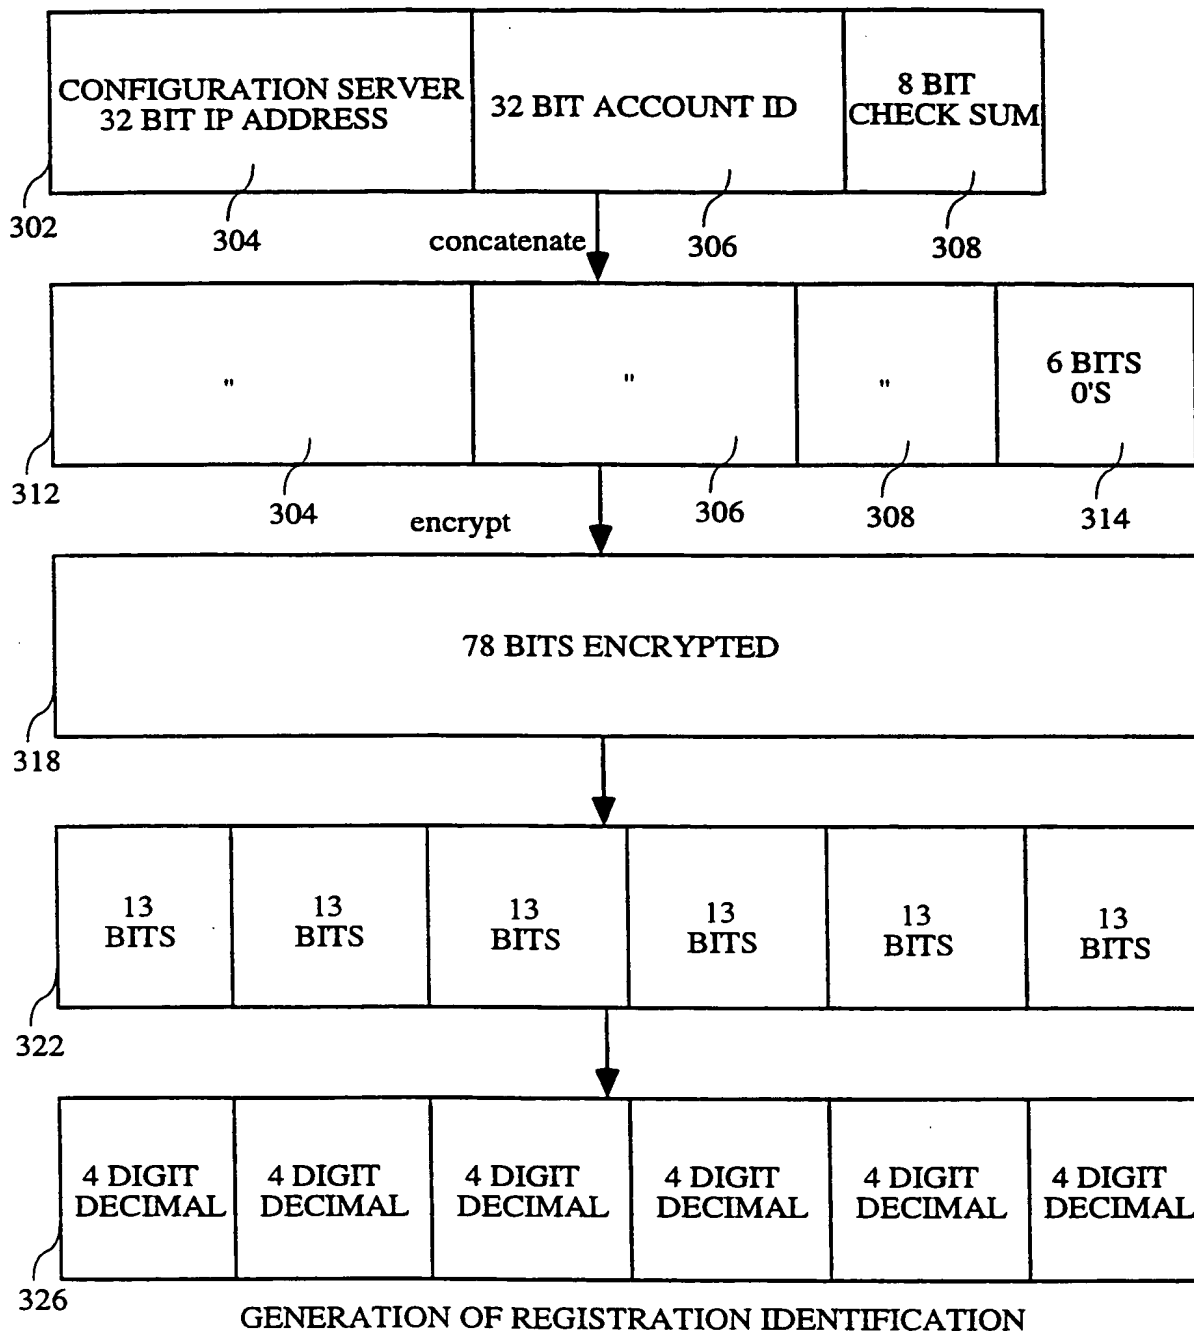 CONFIGURATION SERVER
32 BIT IP ADDRESS
32 BIT ACCOUNT ID
8 BIT
CHECK SUM
302
304
concatenate
306
308
"
"
"
6 BITS
0'S
312
304
encrypt
306
308
314
78 BITS ENCRYPTED
318
13
BITS
13
BITS
13
BITS
13
BITS
13
BITS
13
BITS
322
4 DIGIT
DECIMAL
4 DIGIT
DECIMAL
4 DIGIT
DECIMAL
4 DIGIT
DECIMAL
4 DIGIT
DECIMAL
4 DIGIT
DECIMAL
326
GENERATION OF REGISTRATION IDENTIFICATION